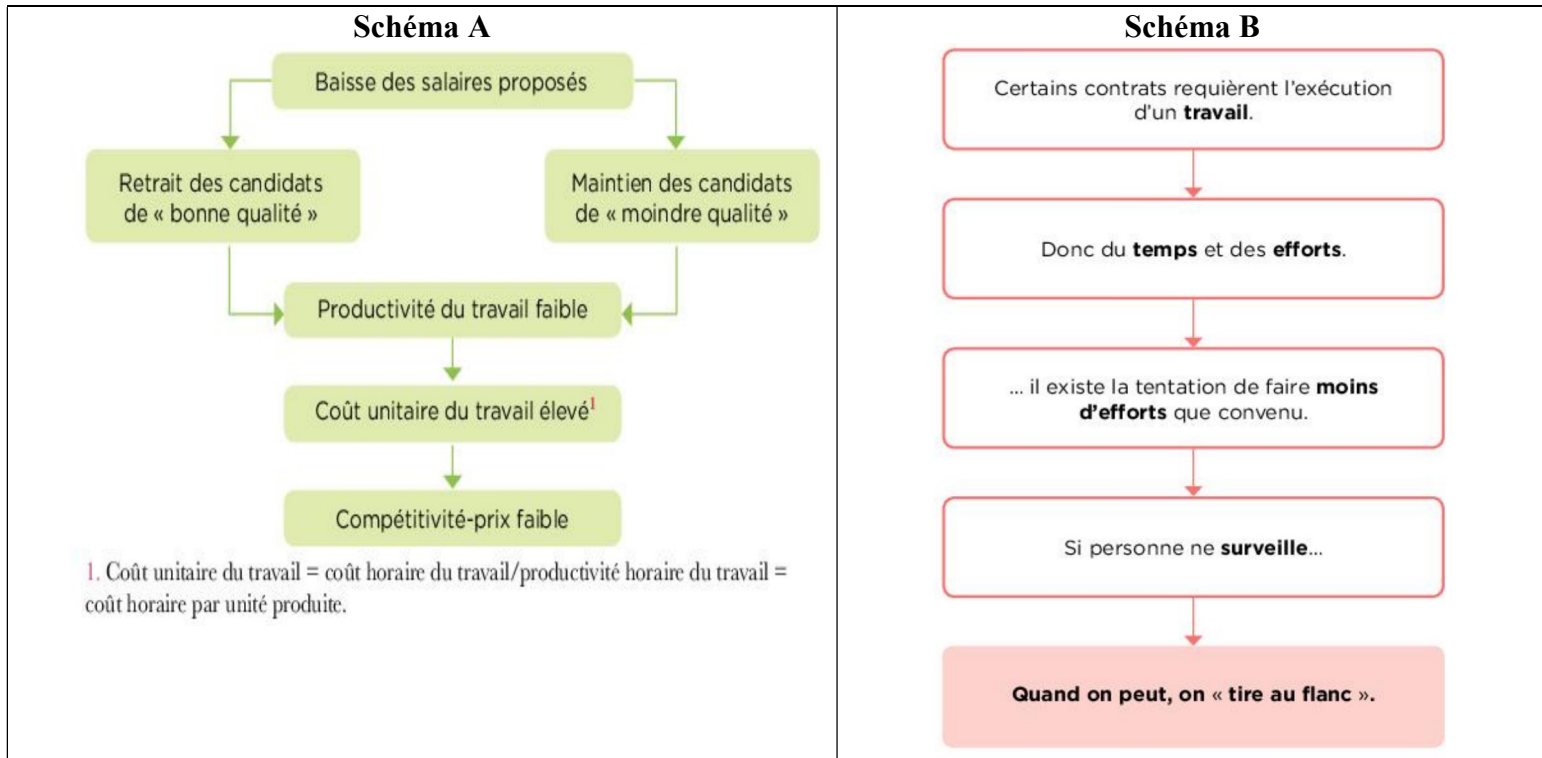 Schéma A
Baisse des salaires proposés
Retrait des candidats
de « bonne qualité »
Maintien des candidats
de « moindre qualité »
Productivité du travail faible
Coût unitaire du travail élevé¹
Compétitivité-prix faible
1. Coût unitaire du travail = coût horaire du travail/productivité horaire du travail =
coût horaire par unité produite.
Schéma B
Certains contrats requièrent l'exécution
d'un travail.
Donc du temps et des efforts.
... il existe la tentation de faire moins
d'efforts que convenu.
Si personne ne surveille...
Quand on peut, on « tire au flanc ».